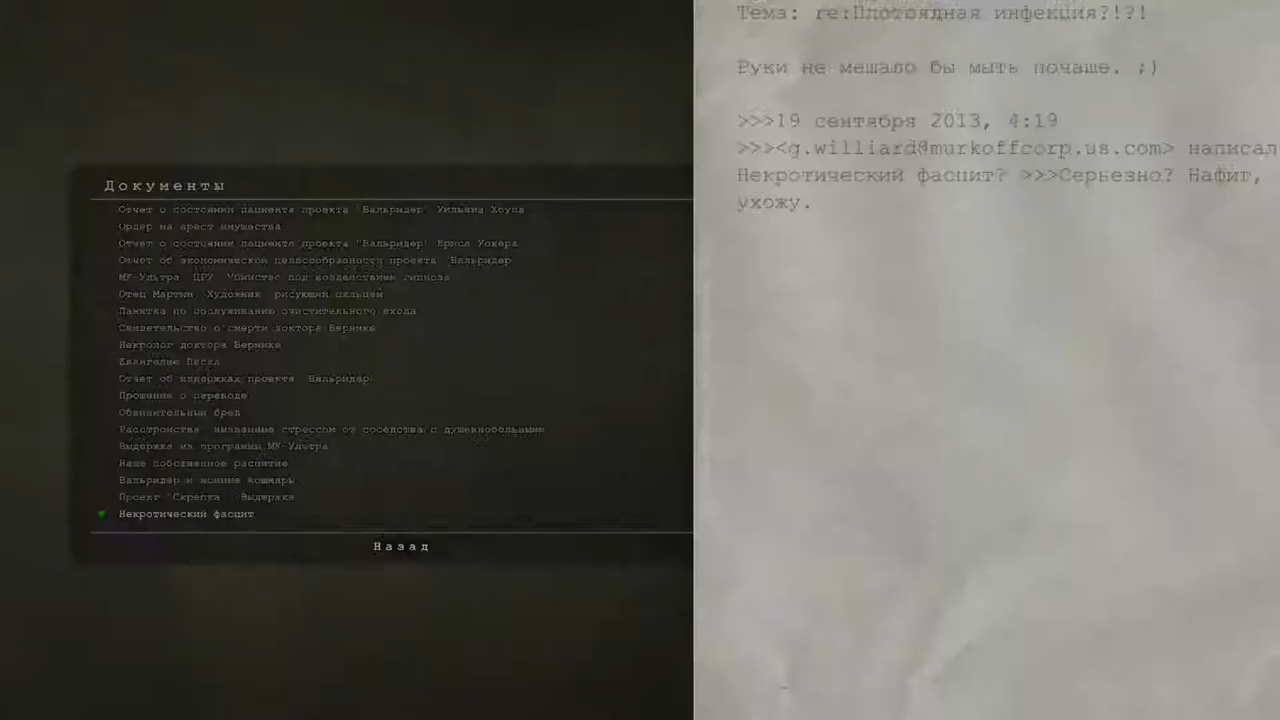 Документы
Отчет о состоянии пациента проекта "Вальридер" Уильяма Хоупа
Ордер на арест имущества
Отчет о состоянии пациента проекта "Вальридер" Криса Уокера
Отчет об экономической целесообразности проекта "Вальридер
МК-Ультра ЦРУ Убийство под воздействием гипноза
Отец Мартин. Художник рисующий пальцем
Памятка по обслуживанию очистительного входа
Свидетельство о смерти доктора Вернике
Некролог доктора Вернике
Евангелие Песка
Отчет об издержках проекта Вальридер
Прошение о переводе
Обвинительный бред
Расстройства вызванные стрессом от соседства с душевнобольными
Выдержка из программы МК-Ультра
Наше собственное распятие
Вальридер и ночные кошмары
Проект "Скрепка Выдержка
Некротический фасцит
Назад
Тема: re:Плотоядная инфекция?!?!
Руки не мешало бы мыть почаще. ;)
>>>19 сентября 2013, 4:19
>>><g.williard@murkoffcorp.us.com> написал
Некротический фасцит? >>>Серьезно? Нафиг,
ухожу.